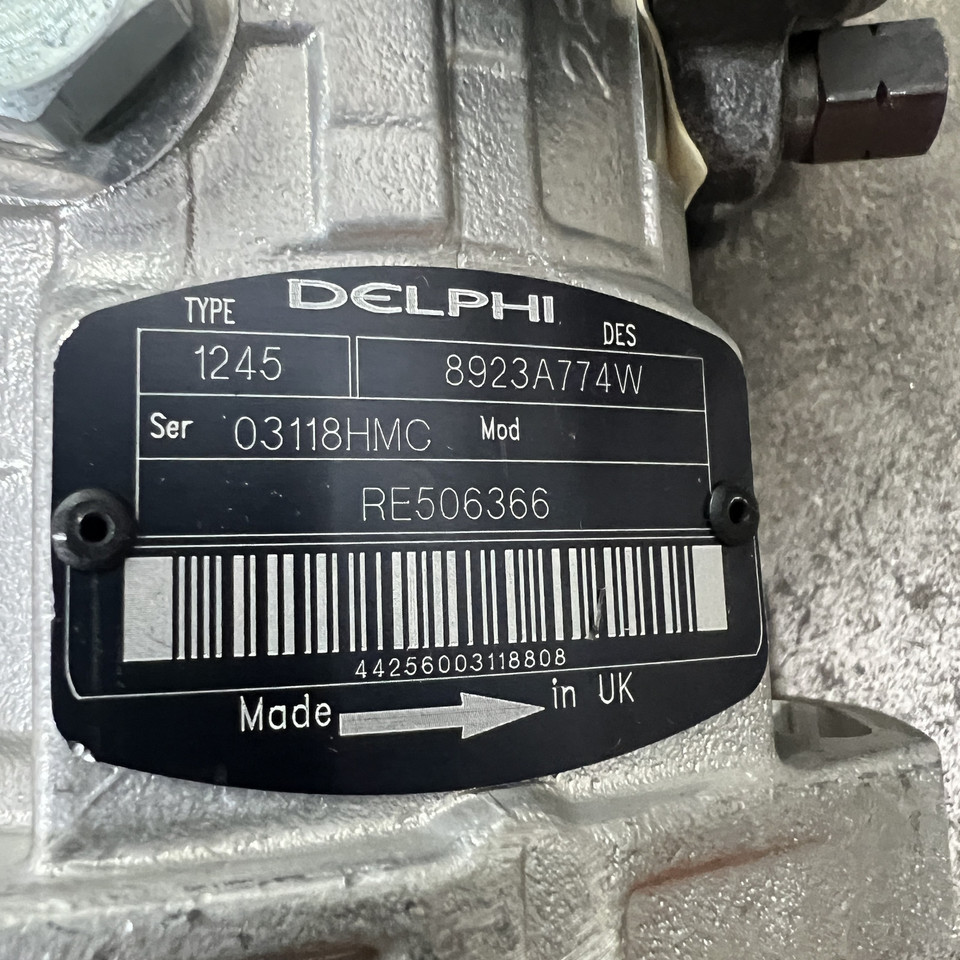 DELPHI
TYPE DES
1245 8923A774W
Ser 03118HMC Mod
RE506366
44256003118808
Made in UK